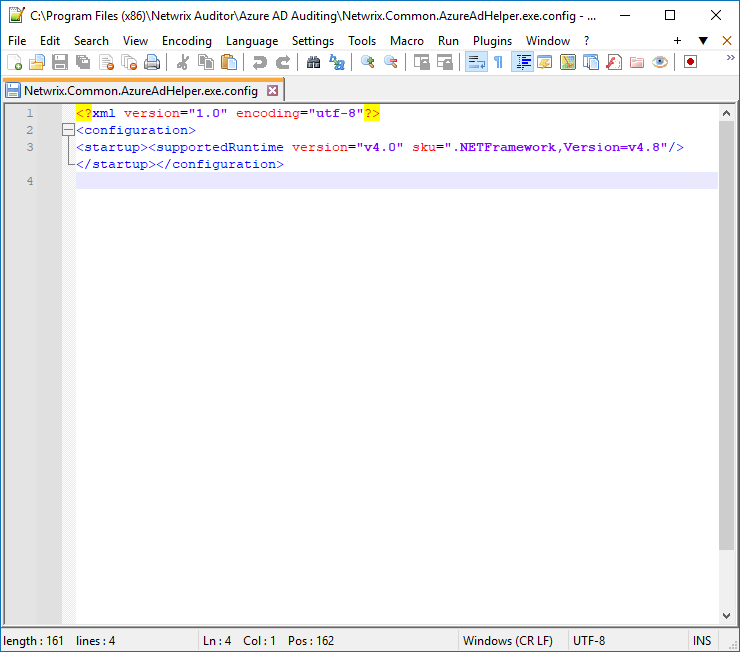 C:\Program Files (x86)\Netwrix Auditor\Azure AD Auditing\Netwrix.Common.AzureAdHelper.exe.config - ...
File Edit Search View Encoding Language Settings Tools Macro Run Plugins Window ? + ▼ X
Netwrix.Common.AzureAdHelper.exe.config
1 <?xml version="1.0" encoding="utf-8"?>
2 <configuration>
3 <startup><supportedRuntime version="v4.0" sku=".NETFramework,Version=v4.8"/>
</startup></configuration>
4
length : 161 lines : 4 Ln : 4 Col : 1 Pos : 162 Windows (CR LF) UTF-8 INS